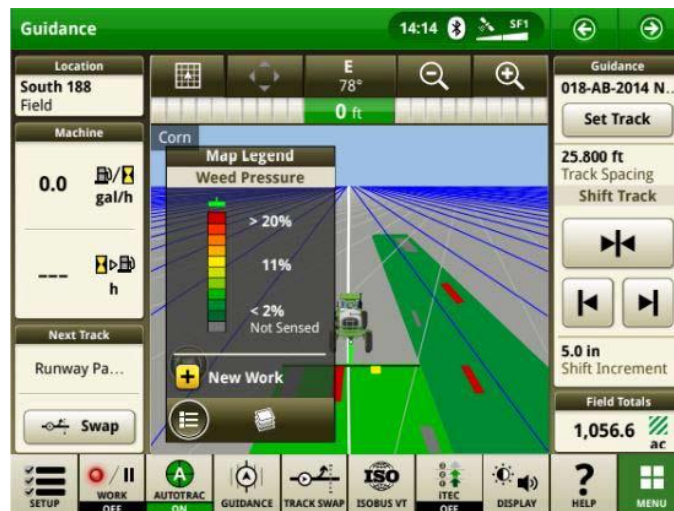 Guidance
14:14
SF1
Location
South 188
Field
Machine
0.0
gal/h
---
h
Next Track
Runway Pa...
Swap
E
78°
0 ft
Corn
Map Legend
Weed Pressure
> 20%
11%
< 2%
Not Sensed
New Work
Guidance
018-AB-2014 N..
Set Track
25.800 ft
Track Spacing
Shift Track
5.0 in
Shift Increment
Field Totals
1,056.6
ac
SETUP
WORK
OFF
A
AUTOTRAC
ON
GUIDANCE
TRACK SWAP
ISO
ISOBUS VT
iTEC
OFF
DISPLAY
?
HELP
MENU